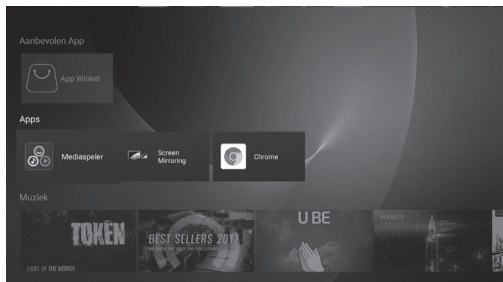 Aanbevolen App
App Winkel
Apps
Mediaspeler
Screen
Mirroring
Chrome
Muziek
TOKEN
LABEL OF THE MONTH
BEST SELLERS 2017
U BE